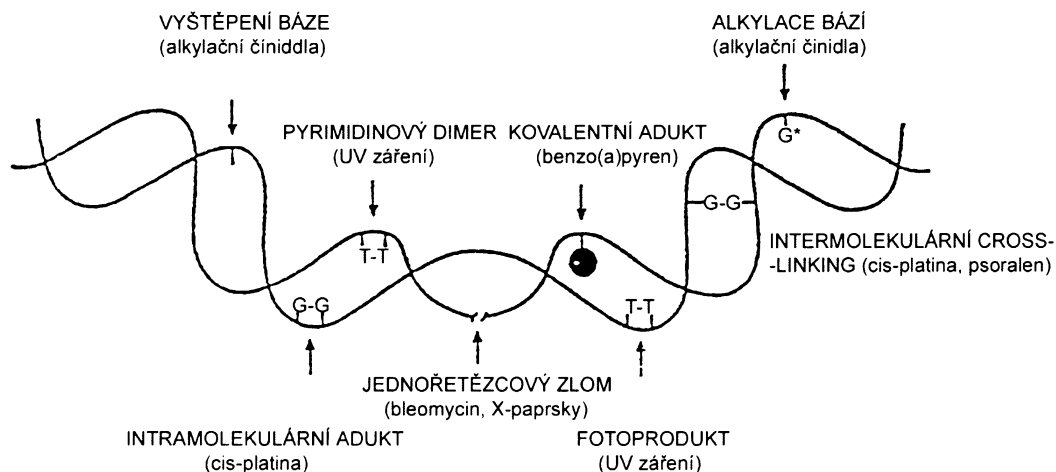 VYŠTĚPENÍ BÁZE
(alkylační číniddla)
ALKYLACE BÁZÍ
(alkylační činidla)
G*
PYRIMIDINOVÝ DIMER
(UV záření)
KOVALENTNÍ ADUKT
(benzo(a)pyren)
G-G
T-T
INTERMOLEKULÁRNÍ CROSS-
-LINKING (cis-platina, psoralen)
G-G
T-T
JEDNOŘETĚZCOVÝ ZLOM
(bleomycin, X-paprsky)
INTRAMOLEKULÁRNÍ ADUKT
(cis-platina)
FOTOPRODUKT
(UV záření)